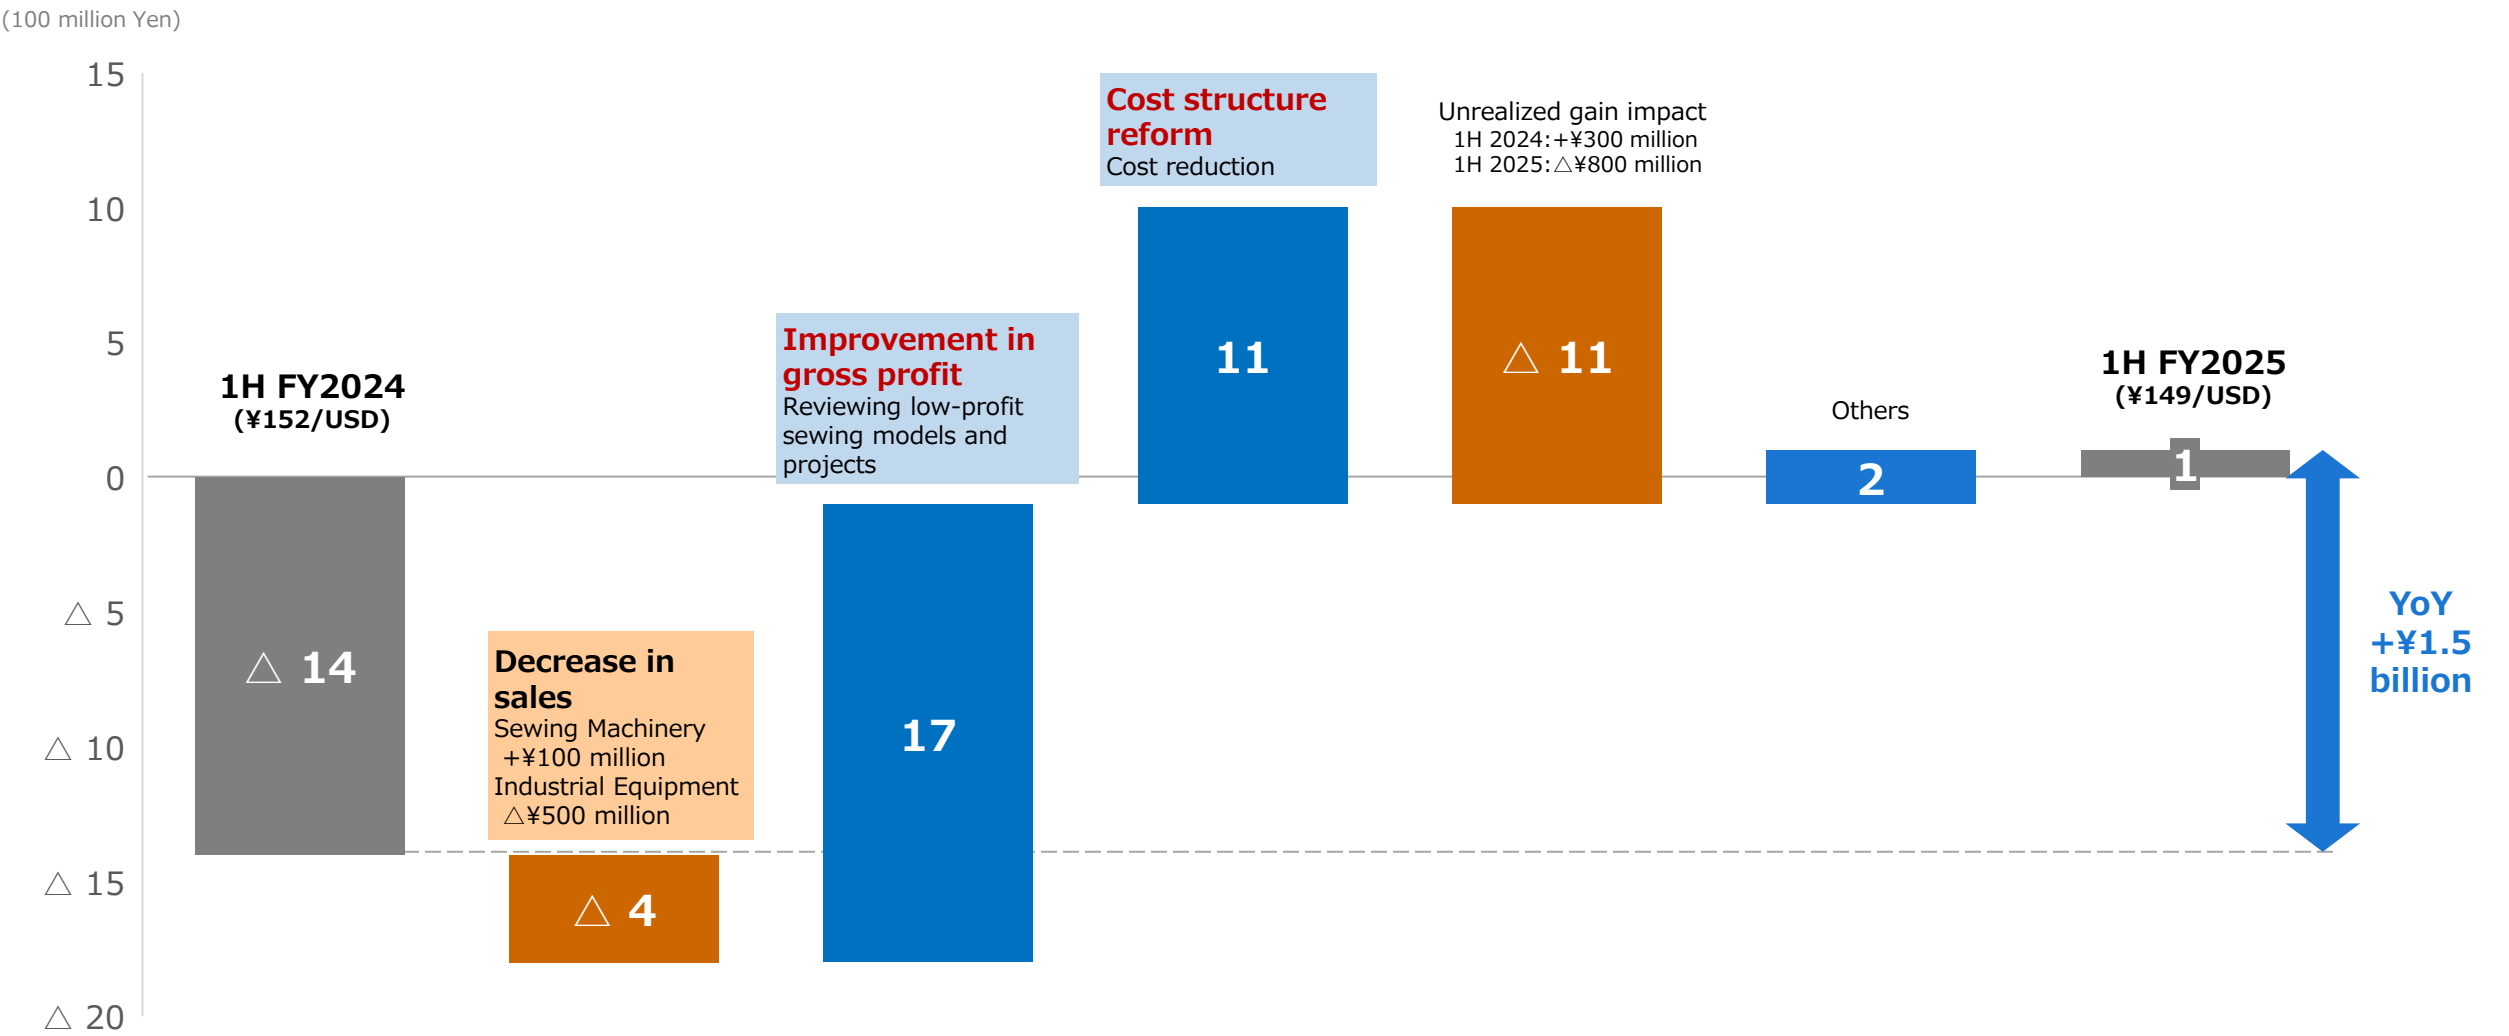 (100 million Yen)
15
10
5
0
△ 5
△ 10
△ 15
△ 20
1H FY2024
(¥152/USD)
△ 14
Decrease in
sales
Sewing Machinery
+¥100 million
Industrial Equipment
△¥500 million
△ 4
Improvement in
gross profit
Reviewing low-profit
sewing models and
projects
17
Cost structure
reform
Cost reduction
11
Unrealized gain impact
1H 2024:+¥300 million
1H 2025:△¥800 million
△ 11
Others
2
1H FY2025
(¥149/USD)
1
YoY
+¥1.5
billion